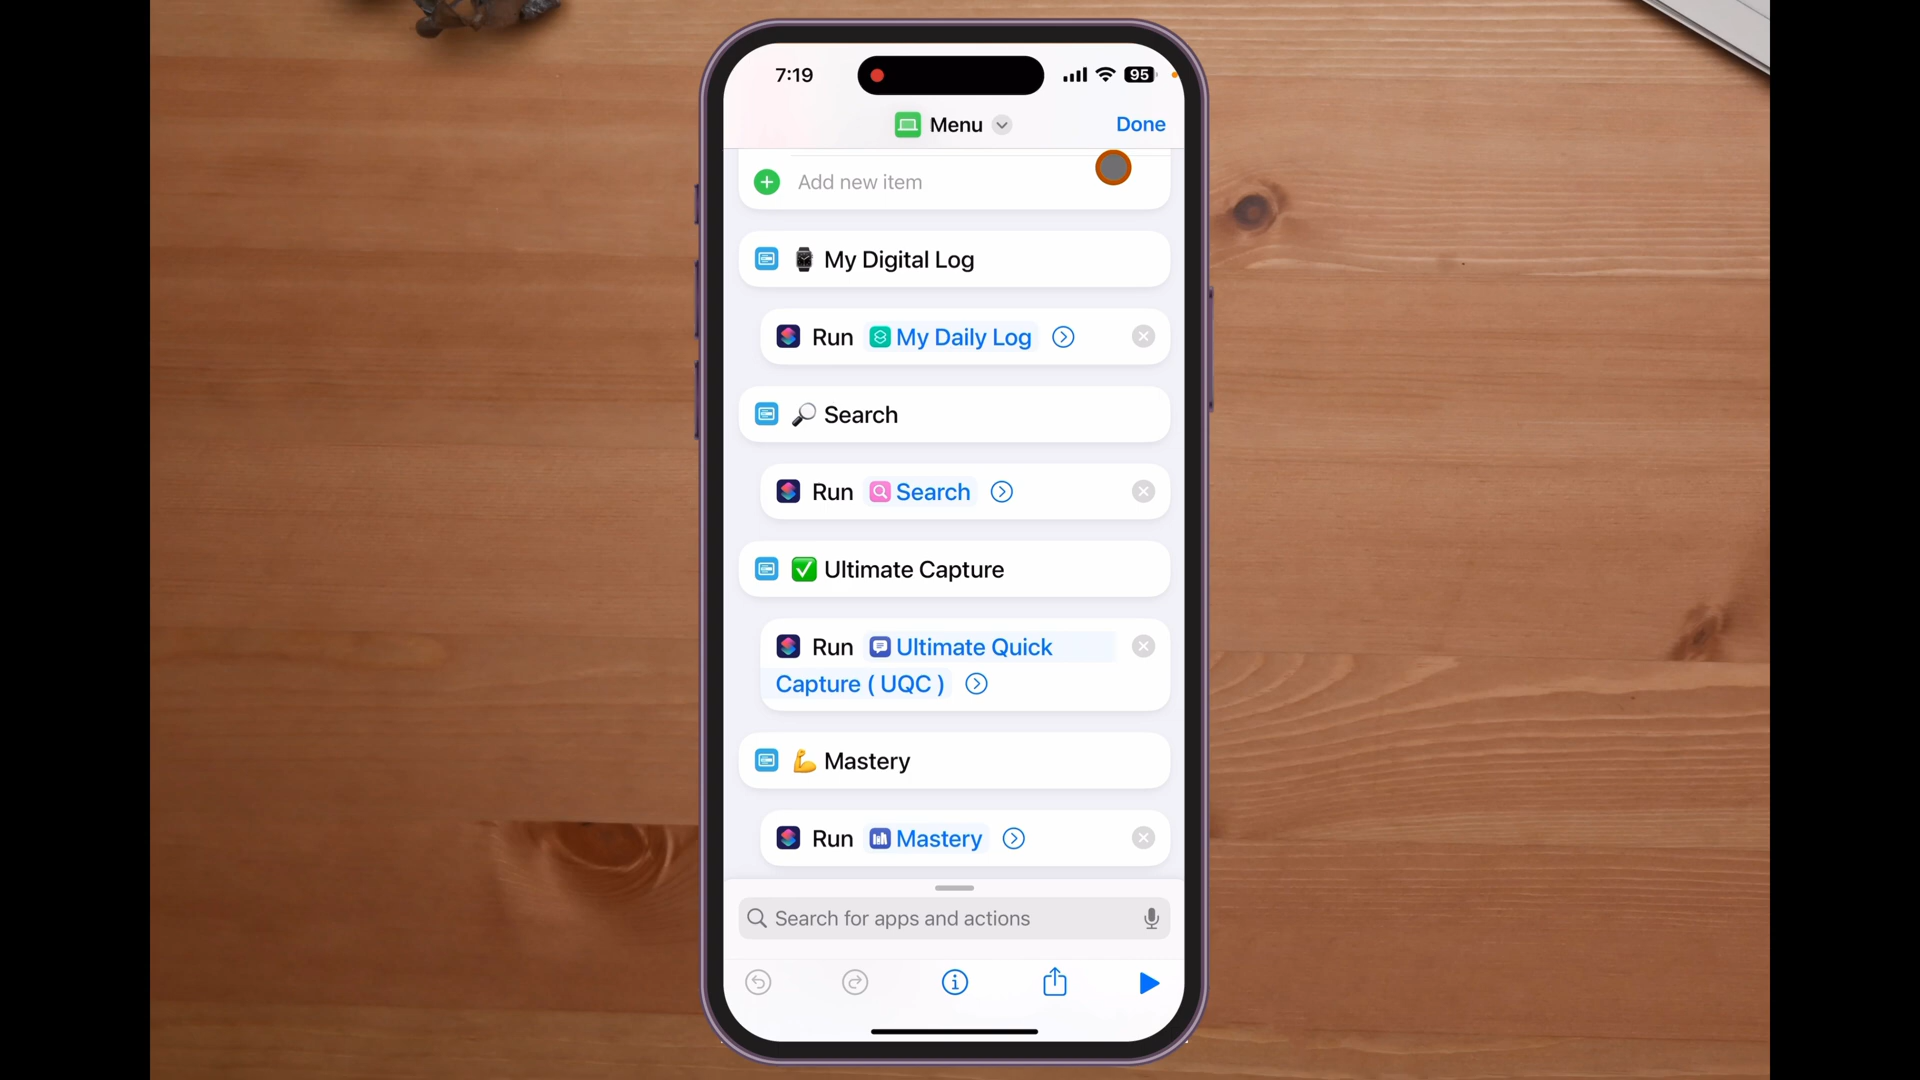 7:19
95
Menu
Done
Add new item
My Digital Log
Run My Daily Log
Search
Run Search
Ultimate Capture
Run Ultimate Quick
Capture ( UQC )
Mastery
Run Mastery
Search for apps and actions